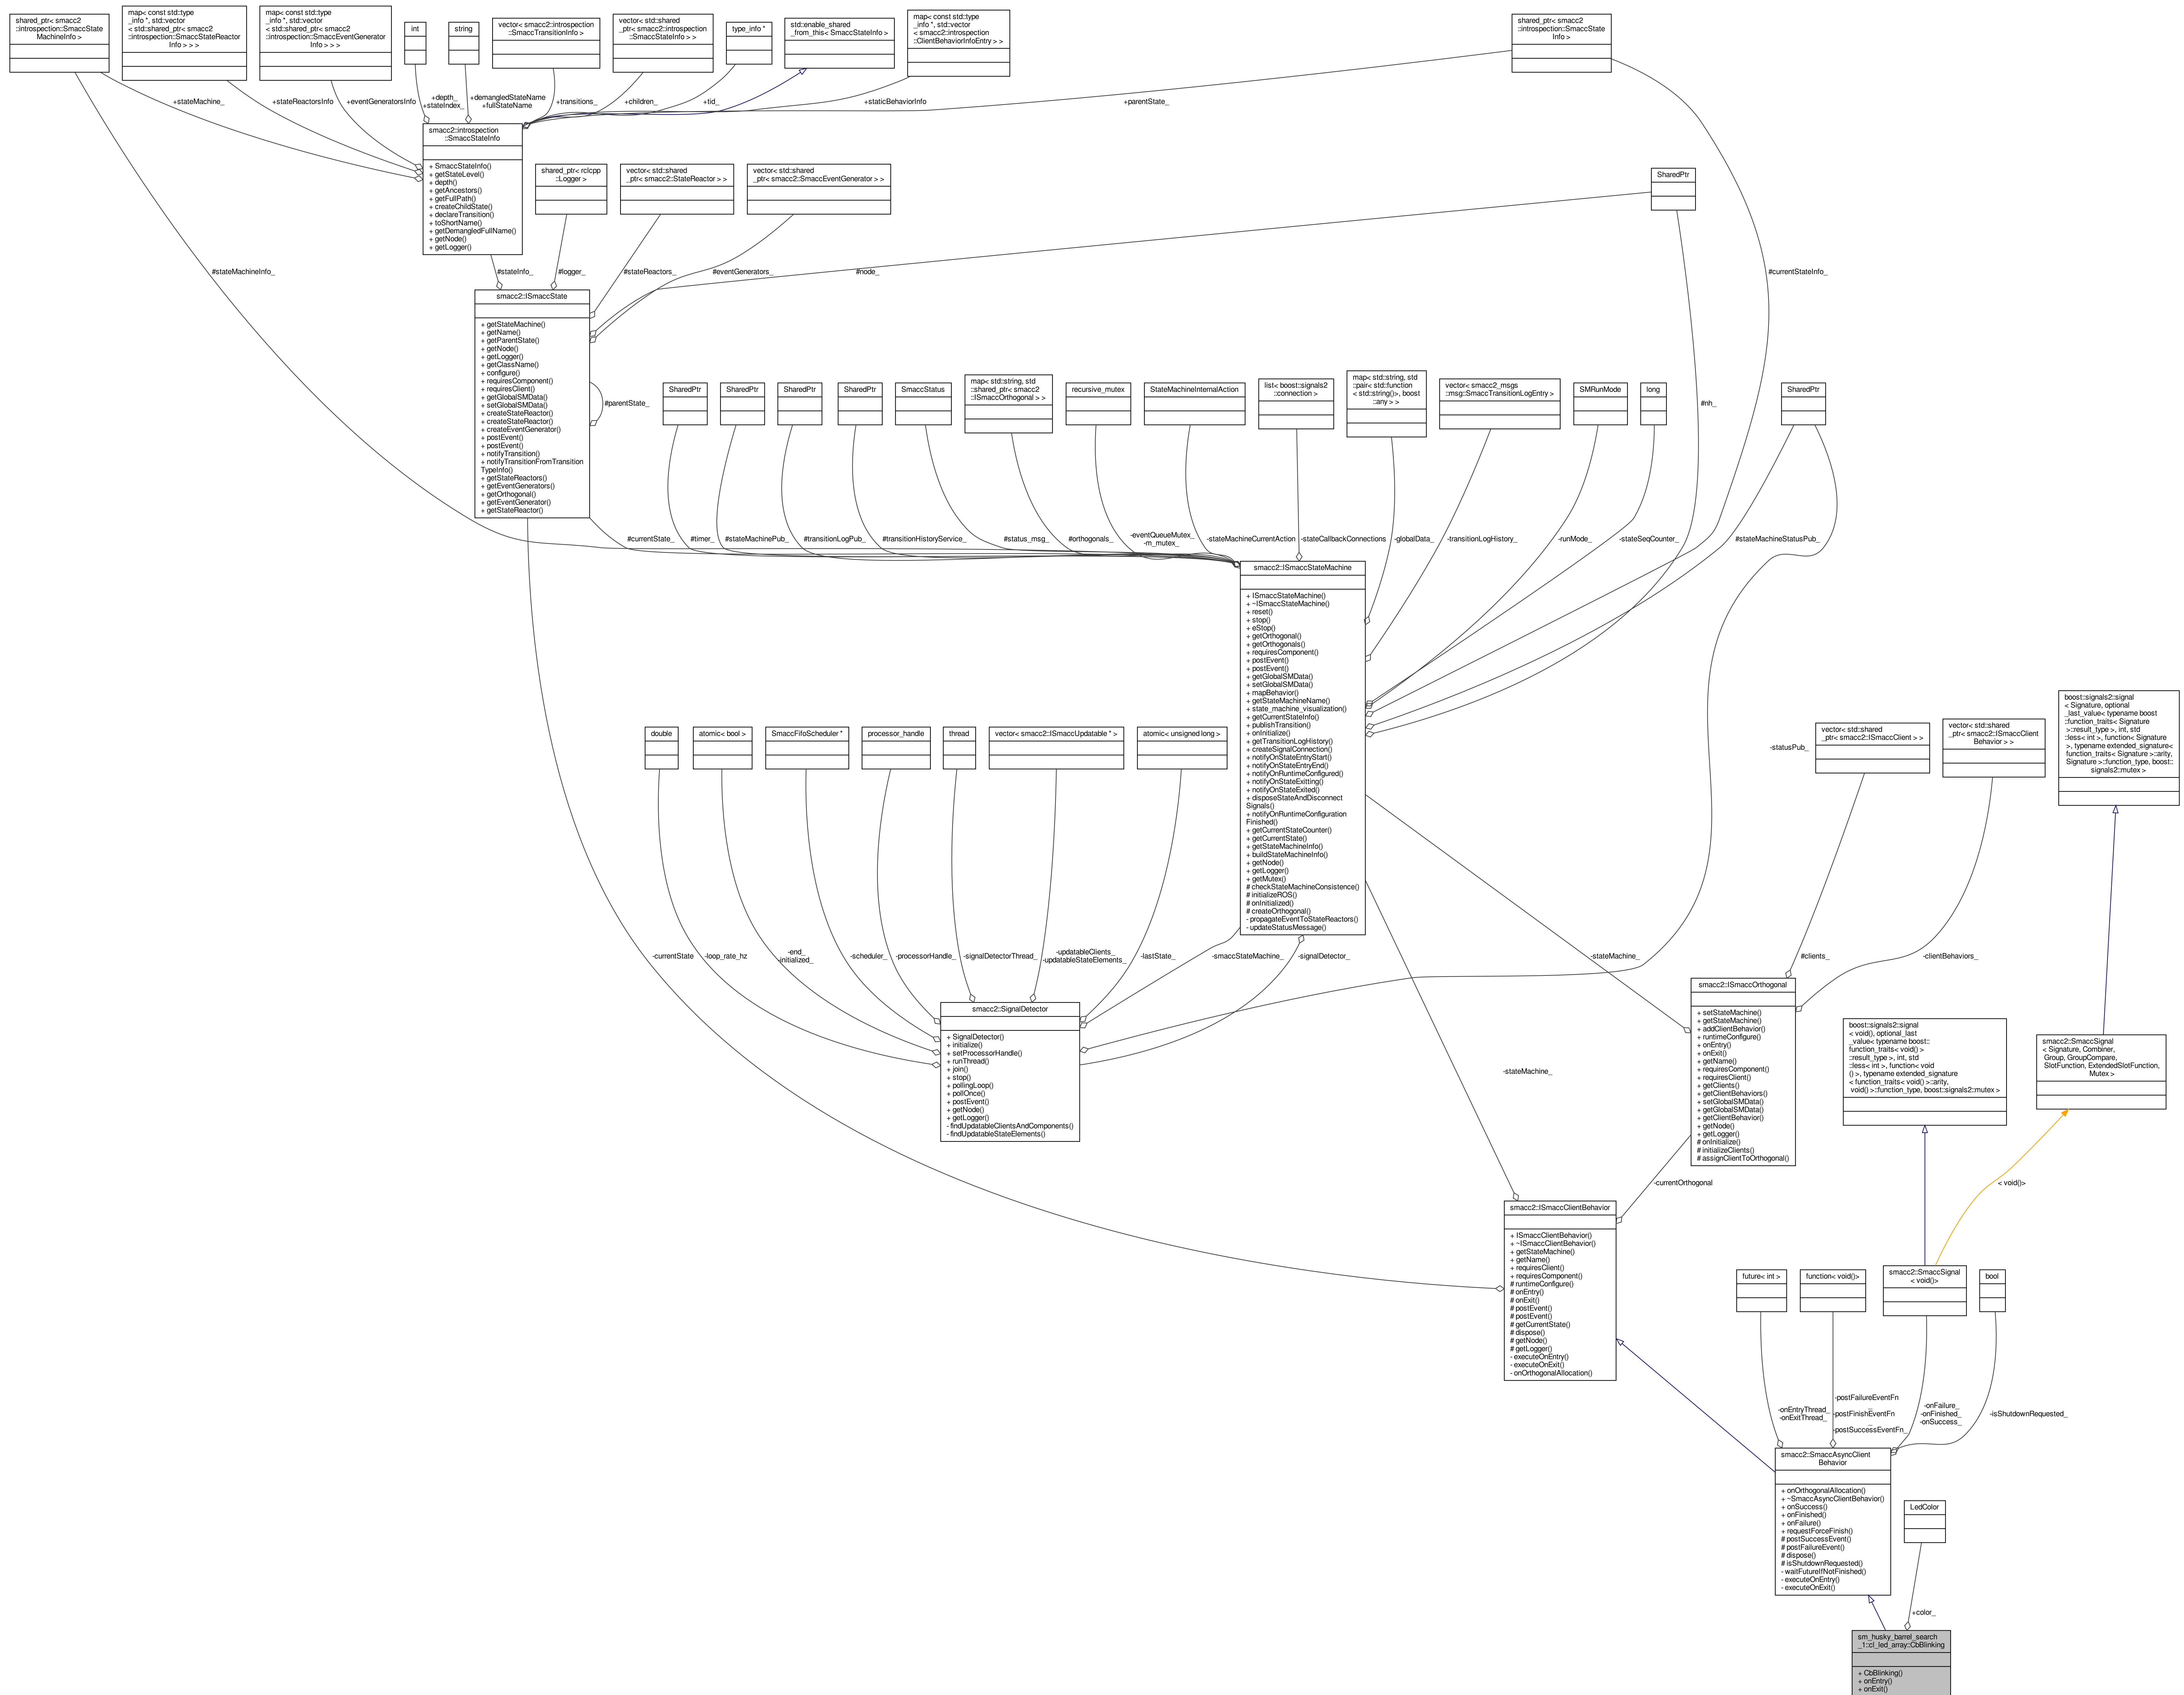 shared_ptr< smacc2
::introspection::SmaccState
MachineInfo >
map< const std::type
_info *, std::vector
< std::shared_ptr< smacc2
::introspection::SmaccStateReactor
Info > > >
map< const std::type
_info *, std::vector
< std::shared_ptr< smacc2
::introspection::SmaccEventGenerator
Info > > >
int
string
vector< smacc2::introspection
::SmaccTransitionInfo >
vector< std::shared
_ptr< smacc2::introspection
::SmaccStateInfo > >
type_info *
std::enable_shared
_from_this< SmaccStateInfo >
map< const std::type
_info *, std::vector
< smacc2::introspection
::ClientBehaviorInfoEntry > >
shared_ptr< smacc2
::introspection::SmaccState
Info >
+stateMachine_
+stateReactorsInfo
+eventGeneratorsInfo
+depth_
+stateIndex_
+demangledStateName
+fullStateName
+transitions_
+children_
+tid_
+staticBehaviorInfo
+parentState_
smacc2::introspection
::SmaccStateInfo
+ SmaccStateInfo()
+ getStateLevel()
+ depth()
+ getAncestors()
+ getFullPath()
+ createChildState()
+ declareTransition()
+ toShortName()
+ getDemangledFullName()
+ getNode()
+ getLogger()
shared_ptr< rclcpp
::Logger >
vector< std::shared
_ptr< smacc2::StateReactor > >
vector< std::shared
_ptr< smacc2::SmaccEventGenerator > >
SharedPtr
#stateMachineInfo_
#stateInfo_
#logger_
#stateReactors_
#eventGenerators_
#node_
#currentStateInfo_
smacc2::ISmaccState
+ getStateMachine()
+ getName()
+ getParentState()
+ getNode()
+ getLogger()
+ getClassName()
+ configure()
+ requiresComponent()
+ requiresClient()
+ getGlobalSMData()
+ setGlobalSMData()
+ createStateReactor()
+ createStateReactor()
+ createEventGenerator()
+ postEvent()
+ postEvent()
+ notifyTransition()
+ notifyTransitionFromTransition
TypeInfo()
+ getStateReactors()
+ getEventGenerators()
+ getOrthogonal()
+ getEventGenerator()
+ getStateReactor()
#parentState_
SharedPtr
SharedPtr
SharedPtr
SharedPtr
SmaccStatus
map< std::string, std
::shared_ptr< smacc2
::ISmaccOrthogonal > >
recursive_mutex
StateMachineInternalAction
list< boost::signals2
::connection >
map< std::string, std
::pair< std::function
< std::string()>, boost
::any > >
vector< smacc2_msgs
::msg::SmaccTransitionLogEntry >
SMRunMode
long
#nh_
SharedPtr
#currentState_
#timer_
#stateMachinePub_
#transitionLogPub_
#transitionHistoryService_
#status_msg_
#orthogonals_
-eventQueueMutex_
-m_mutex_
-stateMachineCurrentAction
-stateCallbackConnections
-globalData_
-transitionLogHistory_
-runMode_
-stateSeqCounter_
#stateMachineStatusPub_
smacc2::ISmaccStateMachine
+ ISmaccStateMachine()
+ ~ISmaccStateMachine()
+ reset()
+ stop()
+ eStop()
+ getOrthogonal()
+ getOrthogonals()
+ requiresComponent()
+ postEvent()
+ postEvent()
+ getGlobalSMData()
+ setGlobalSMData()
+ mapBehavior()
+ getStateMachineName()
+ state_machine_visualization()
+ getCurrentStateInfo()
+ publishTransition()
+ onInitialize()
+ getTransitionLogHistory()
+ createSignalConnection()
+ notifyOnStateEntryStart()
+ notifyOnStateEntryEnd()
+ notifyOnRuntimeConfigured()
+ notifyOnStateExitting()
+ notifyOnStateExited()
+ disposeStateAndDisconnect
Signals()
+ notifyOnRuntimeConfiguration
Finished()
+ getCurrentStateCounter()
+ getCurrentState()
+ getStateMachineInfo()
+ buildStateMachineInfo()
+ getNode()
+ getLogger()
+ getMutex()
# checkStateMachineConsistence()
# initializeROS()
# onInitialized()
# createOrthogonal()
- propagateEventToStateReactors()
- updateStatusMessage()
double
atomic< bool >
SmaccFifoScheduler *
processor_handle
thread
vector< smacc2::ISmaccUpdatable * >
atomic< unsigned long >
-statusPub_
vector< std::shared
_ptr< smacc2::ISmaccClient > >
vector< std::shared
_ptr< smacc2::ISmaccClient
Behavior > >
boost::signals2::signal
< Signature, optional
_last_value< typename boost
::function_traits< Signature
>::result_type >, int, std
::less< int >, function< Signature
>, typename extended_signature<
function_traits< Signature >::arity,
Signature >::function_type, boost::
signals2::mutex >
-currentState
-loop_rate_hz
-end_
-initialized_
-scheduler_
-processorHandle_
-signalDetectorThread_
-updatableClients_
-updatableStateElements_
-lastState_
-smaccStateMachine_
-signalDetector_
-stateMachine_
#clients_
-clientBehaviors_
smacc2::SignalDetector
+ SignalDetector()
+ initialize()
+ setProcessorHandle()
+ runThread()
+ join()
+ stop()
+ pollingLoop()
+ pollOnce()
+ postEvent()
+ getNode()
+ getLogger()
- findUpdatableClientsAndComponents()
- findUpdatableStateElements()
smacc2::ISmaccOrthogonal
+ setStateMachine()
+ getStateMachine()
+ addClientBehavior()
+ runtimeConfigure()
+ onEntry()
+ onExit()
+ getName()
+ requiresComponent()
+ requiresClient()
+ getClients()
+ getClientBehaviors()
+ setGlobalSMData()
+ getGlobalSMData()
+ getClientBehavior()
+ getNode()
+ getLogger()
# onInitialize()
# initializeClients()
# assignClientToOrthogonal()
boost::signals2::signal
< void(), optional_last
_value< typename boost::
function_traits< void() >
::result_type >, int, std
::less< int >, function< void
() >, typename extended_signature
< function_traits< void() >::arity,
void() >::function_type, boost::signals2::mutex >
smacc2::SmaccSignal
< Signature, Combiner,
Group, GroupCompare,
SlotFunction, ExtendedSlotFunction,
Mutex >
-stateMachine_
-currentOrthogonal
< void()>
smacc2::ISmaccClientBehavior
+ ISmaccClientBehavior()
+ ~ISmaccClientBehavior()
+ getStateMachine()
+ getName()
+ requiresClient()
+ requiresComponent()
# runtimeConfigure()
# onEntry()
# onExit()
# postEvent()
# postEvent()
# getCurrentState()
# dispose()
# getNode()
# getLogger()
- executeOnEntry()
- executeOnExit()
- onOrthogonalAllocation()
future< int >
function< void()>
smacc2::SmaccSignal
< void()>
bool
-onEntryThread_
-onExitThread_
-postFailureEventFn
_
-postFinishEventFn
_
-postSuccessEventFn_
-onFailure_
-onFinished_
-onSuccess_
-isShutdownRequested_
smacc2::SmaccAsyncClient
Behavior
+ onOrthogonalAllocation()
+ ~SmaccAsyncClientBehavior()
+ onSuccess()
+ onFinished()
+ onFailure()
+ requestForceFinish()
# postSuccessEvent()
# postFailureEvent()
# dispose()
# isShutdownRequested()
- waitFutureIfNotFinished()
- executeOnEntry()
- executeOnExit()
LedColor
+color_
sm_husky_barrel_search
_1::cl_led_array::CbBlinking
+ CbBlinking()
+ onEntry()
+ onExit()